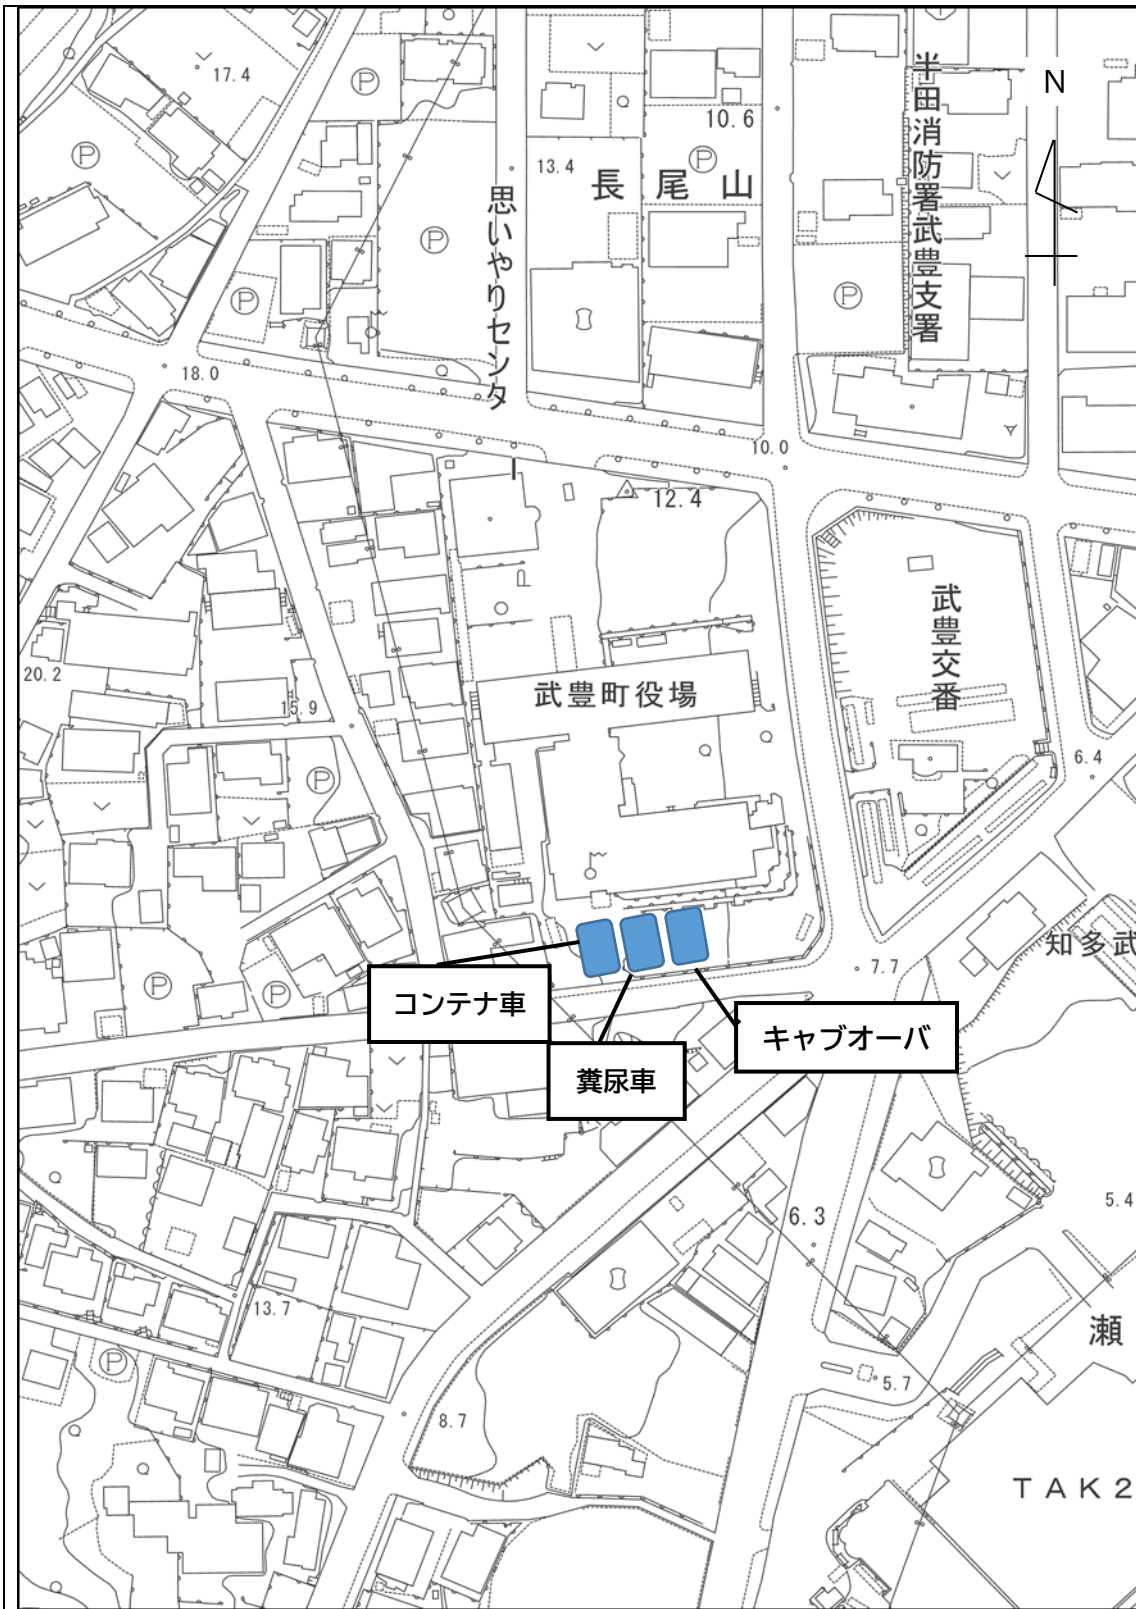 17.4
Ⓟ
Ⓟ
N
10.6
半田消防署武豊支署
13.4
Ⓟ
長尾山
思いやりセンター
Ⓟ
Ⓟ
Ⓟ
18.0
10.0
12.4
武豊交番
20.2
武豊町役場
15.9
6.4
Ⓟ
知多武
7.7
Ⓟ
Ⓟ
コンテナ車
キャブオーバ
糞尿車
5.4
6.3
13.7
瀬
Ⓟ
5.7
8.7
TAK2